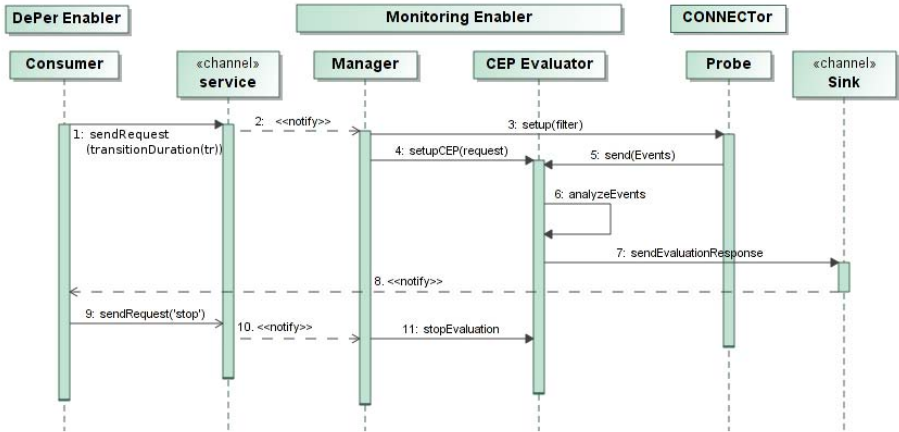 DePer Enabler
Monitoring Enabler
CONNECTor
Consumer
«channel»
service
Manager
CEP Evaluator
Probe
«channel»
Sink
1: sendRequest
(transitionDuration(tr))
2: <<notify>>
3: setup(filter)
4: setupCEP(request)
5: send(Events)
6: analyzeEvents
7: sendEvaluationResponse
8. <<notify>>
9: sendRequest('stop')
10. <<notify>>
11: stopEvaluation